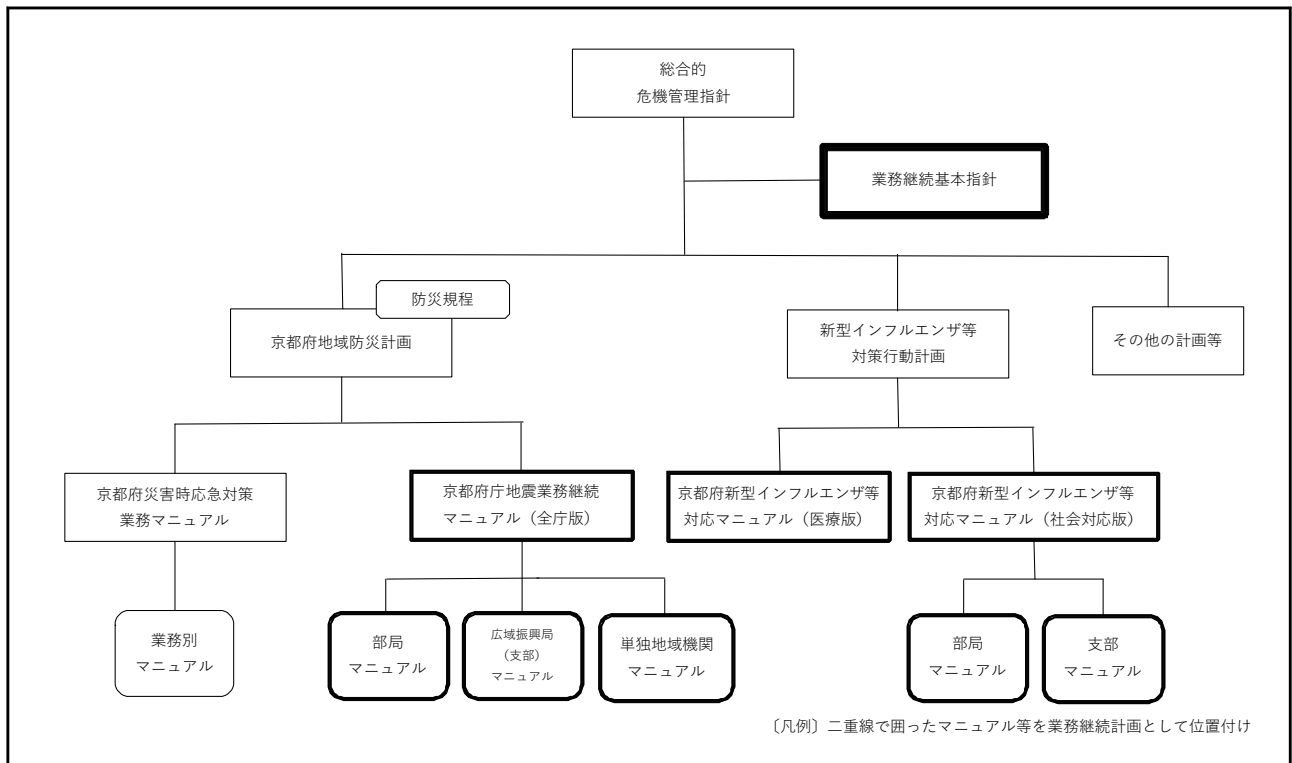 総合的
危機管理指針
業務継続基本指針
防災規程
京都府地域防災計画
新型インフルエンザ等
対策行動計画
その他の計画等
京都府災害時応急対策
業務マニュアル
京都府庁地震業務継続
マニュアル（全庁版）
京都府新型インフルエンザ等
対応マニュアル（医療版）
京都府新型インフルエンザ等
対応マニュアル（社会対応版）
業務別
マニュアル
部局
マニュアル
広域振興局
（支部）
マニュアル
単独地域機関
マニュアル
部局
マニュアル
支部
マニュアル
〔凡例〕二重線で囲ったマニュアル等を業務継続計画として位置付け